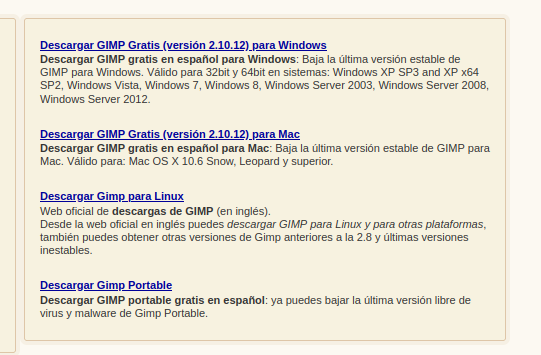 Descargar GIMP Gratis (versión 2.10.12) para Windows
Descargar GIMP gratis en español para Windows: Baja la última versión estable de
GIMP para Windows. Válido para 32bit y 64bit en sistemas: Windows XP SP3 and XP x64
SP2, Windows Vista, Windows 7, Windows 8, Windows Server 2003, Windows Server 2008,
Windows Server 2012.
Descargar GIMP Gratis (versión 2.10.12) para Mac
Descargar GIMP gratis en español para Mac: Baja la última versión estable de GIMP para
Mac. Válido para: Mac OS X 10.6 Snow, Leopard y superior.
Descargar Gimp para Linux
Web oficial de descargas de GIMP (en inglés).
Desde la web oficial en inglés puedes descargar GIMP para Linux y para otras plataformas,
también puedes obtener otras versiones de Gimp anteriores a la 2.8 y últimas versiones
inestables.
Descargar Gimp Portable
Descargar GIMP portable gratis en español: ya puedes bajar la última versión libre de
virus y malware de Gimp Portable.